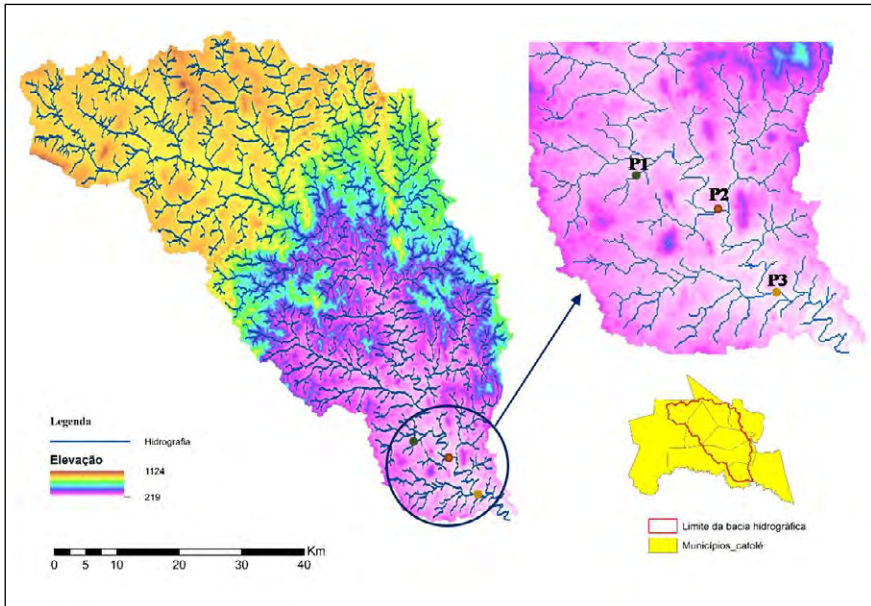 P1
P2
P3
Legenda
Hidrografia
Elevação
1124
219
Km
0 5 10 20 30 40
Limite da bacia hidrográfica
Municípios_catolé